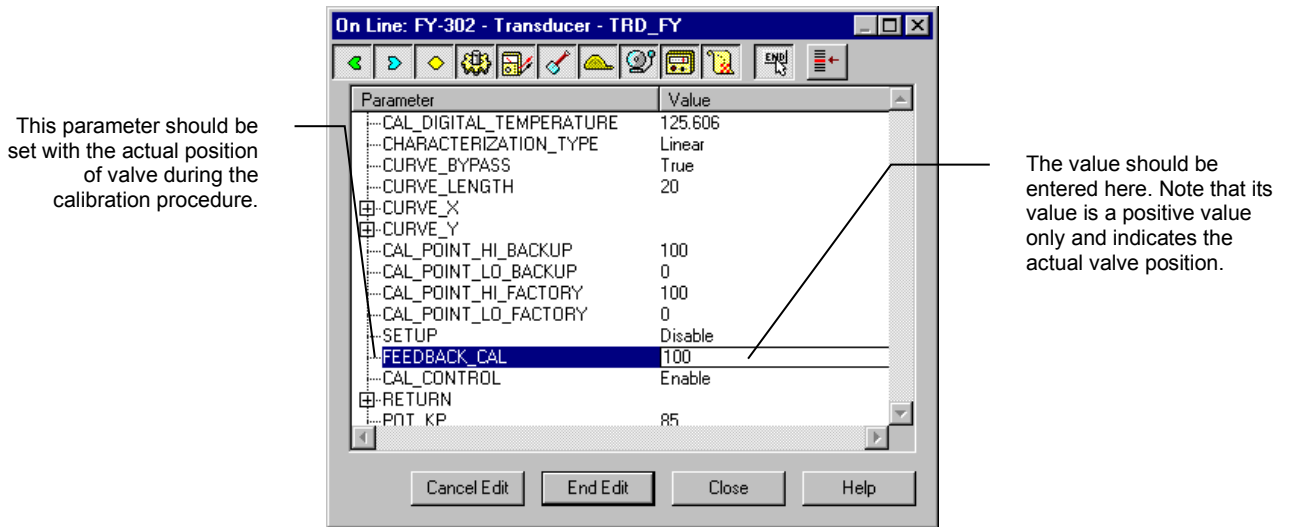 On Line: FY-302 - Transducer - TRD_FY
END
Parameter Value
CAL_DIGITAL_TEMPERATURE 125.606
CHARACTERIZATION_TYPE Linear
CURVE_BYPASS True
CURVE_LENGTH 20
CURVE_X
CURVE_Y
CAL_POINT_HI_BACKUP 100
CAL_POINT_LO_BACKUP 0
CAL_POINT_HI_FACTORY 100
CAL_POINT_LO_FACTORY 0
SETUP Disable
FEEDBACK_CAL 100
CAL_CONTROL Enable
RETURN
POT_KP 85
Cancel Edit End Edit Close Help
This parameter should be
set with the actual position
of valve during the
calibration procedure.
The value should be
entered here. Note that its
value is a positive value
only and indicates the
actual valve position.